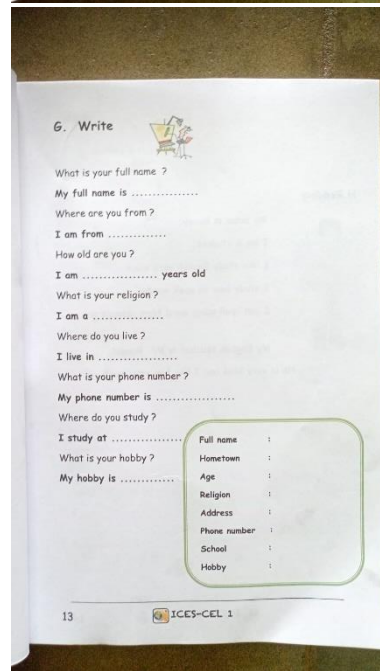 G. Write
What is your full name ?
My full name is ................
Where are you from ?
I am from ..............
How old are you ?
I am .................. years old
What is your religion ?
I am a .................
Where do you live ?
I live in ...................
What is your phone number ?
My phone number is ...................
Where do you study ?
I study at .................
What is your hobby ?
My hobby is .............
Full name :
Hometown :
Age :
Religion :
Address :
Phone number :
School :
Hobby :
13
ICES-CEL 1